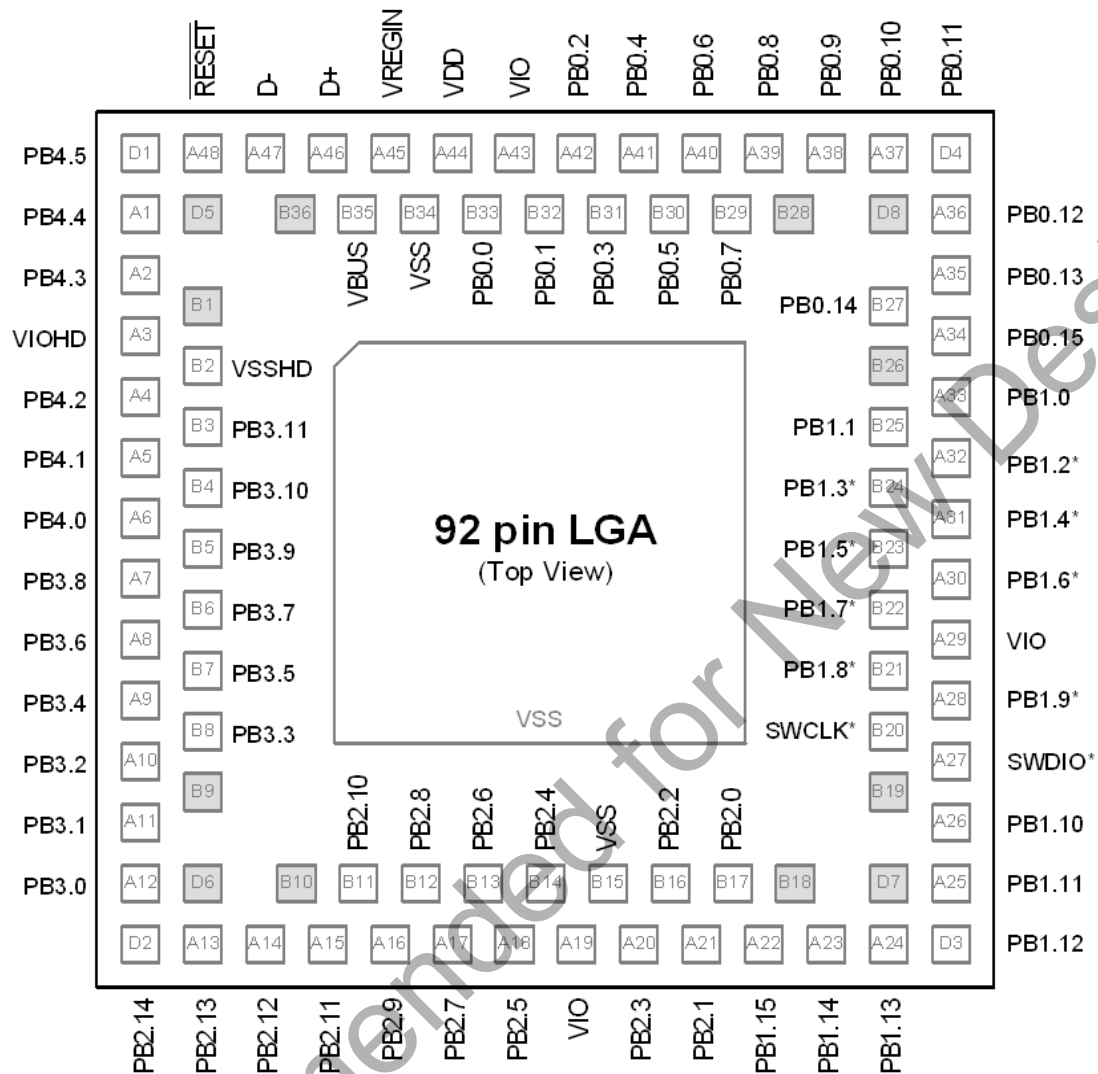 RESET D- D+ VREGIN VDD VIO PB0.2 PB0.4 PB0.6 PB0.8 PB0.9 PB0.10 PB0.11
PB4.5 D1 A48 A47 A46 A45 A44 A43 A42 A41 A40 A39 A38 A37 D4
PB4.4 A1 D5 B36 B35 B34 B33 B32 B31 B30 B29 B28 D8 A36 PB0.12
VBUS VSS PB0.0 PB0.1 PB0.3 PB0.5 PB0.7
PB4.3 A2 A35 PB0.13
B1 PB0.14 B27
VIOHD A3 A34 PB0.15
B2 VSSHD B26
PB4.2 A4 A33 PB1.0
B3 PB3.11 PB1.1 B25
PB4.1 A5 A32 PB1.2*
B4 PB3.10 PB1.3* B24
PB4.0 A6 A31 PB1.4*
92 pin LGA
B5 PB3.9 PB1.5* B23
(Top View)
PB3.8 A7 A30 PB1.6*
B6 PB3.7 PB1.7* B22
PB3.6 A8 A29 VIO
B7 PB3.5 PB1.8* B21
PB3.4 A9 A28 PB1.9*
VSS
B8 PB3.3 SWCLK* B20
PB3.2 A10 A27 SWDIO*
B9 B19
PB3.1 A11 A26 PB1.10
PB2.10 PB2.8 PB2.6 PB2.4 VSS PB2.2 PB2.0
PB3.0 A12 D6 B10 B11 B12 B13 B14 B15 B16 B17 B18 D7 A25 PB1.11
D2 A13 A14 A15 A16 A17 A18 A19 A20 A21 A22 A23 A24 D3 PB1.12
PB2.14 PB2.13 PB2.12 PB2.11 PB2.9 PB2.7 PB2.5 VIO PB2.3 PB2.1 PB1.15 PB1.14 PB1.13
ended for New Des